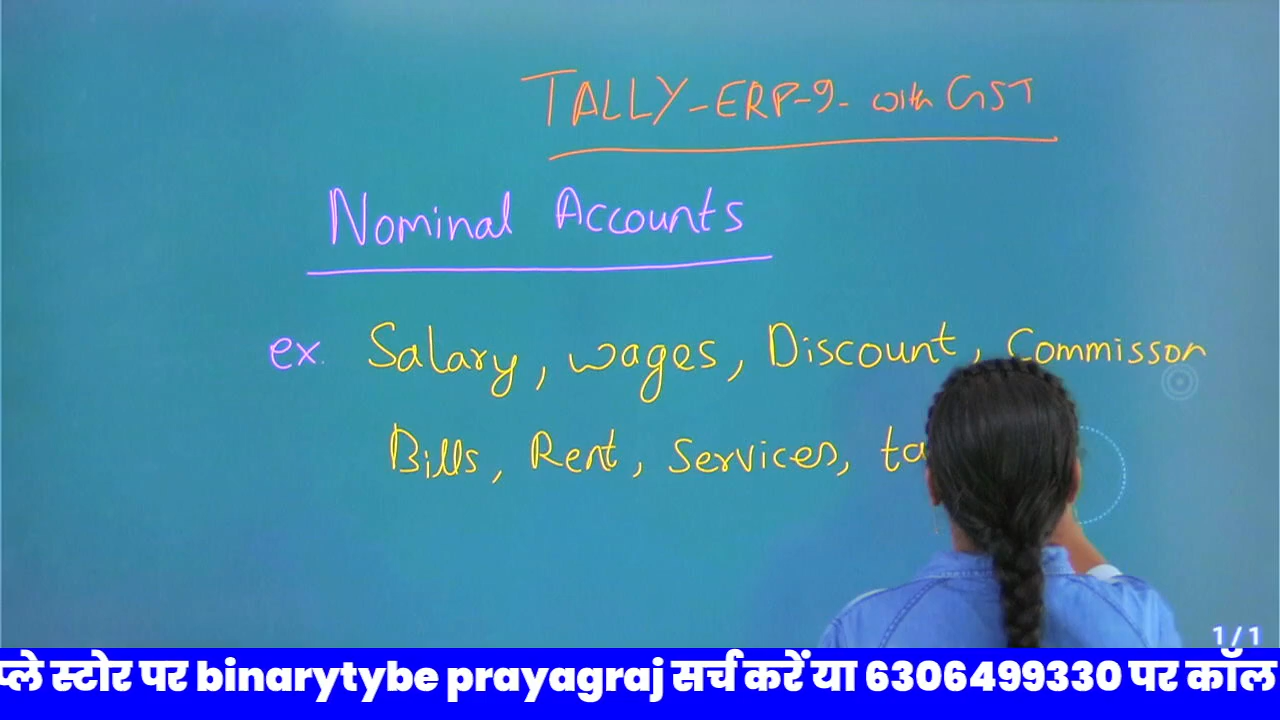 TALLY-ERP-9- with GST
Nominal Accounts
ex. Salary, wages, Discount, Commisson
Bills, Rent, Services, ta
1/1
प्ले स्टोर पर binarytybe prayagraj सर्च करें या 6306499330 पर कॉल